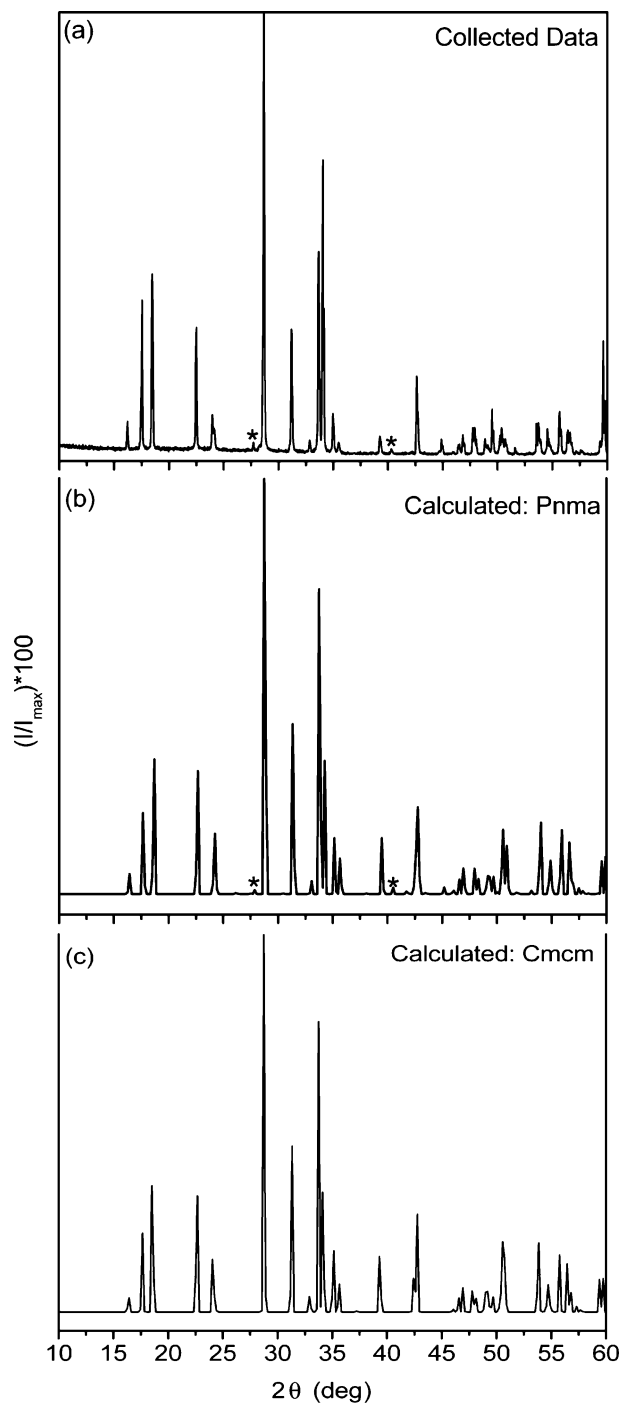 (a)
Collected Data
*
*
(b)
Calculated: Pnma
(I/Imax)*100
*
*
(c)
Calculated: Cmcm
10 15 20 25 30 35 40 45 50 55 60
2θ (deg)